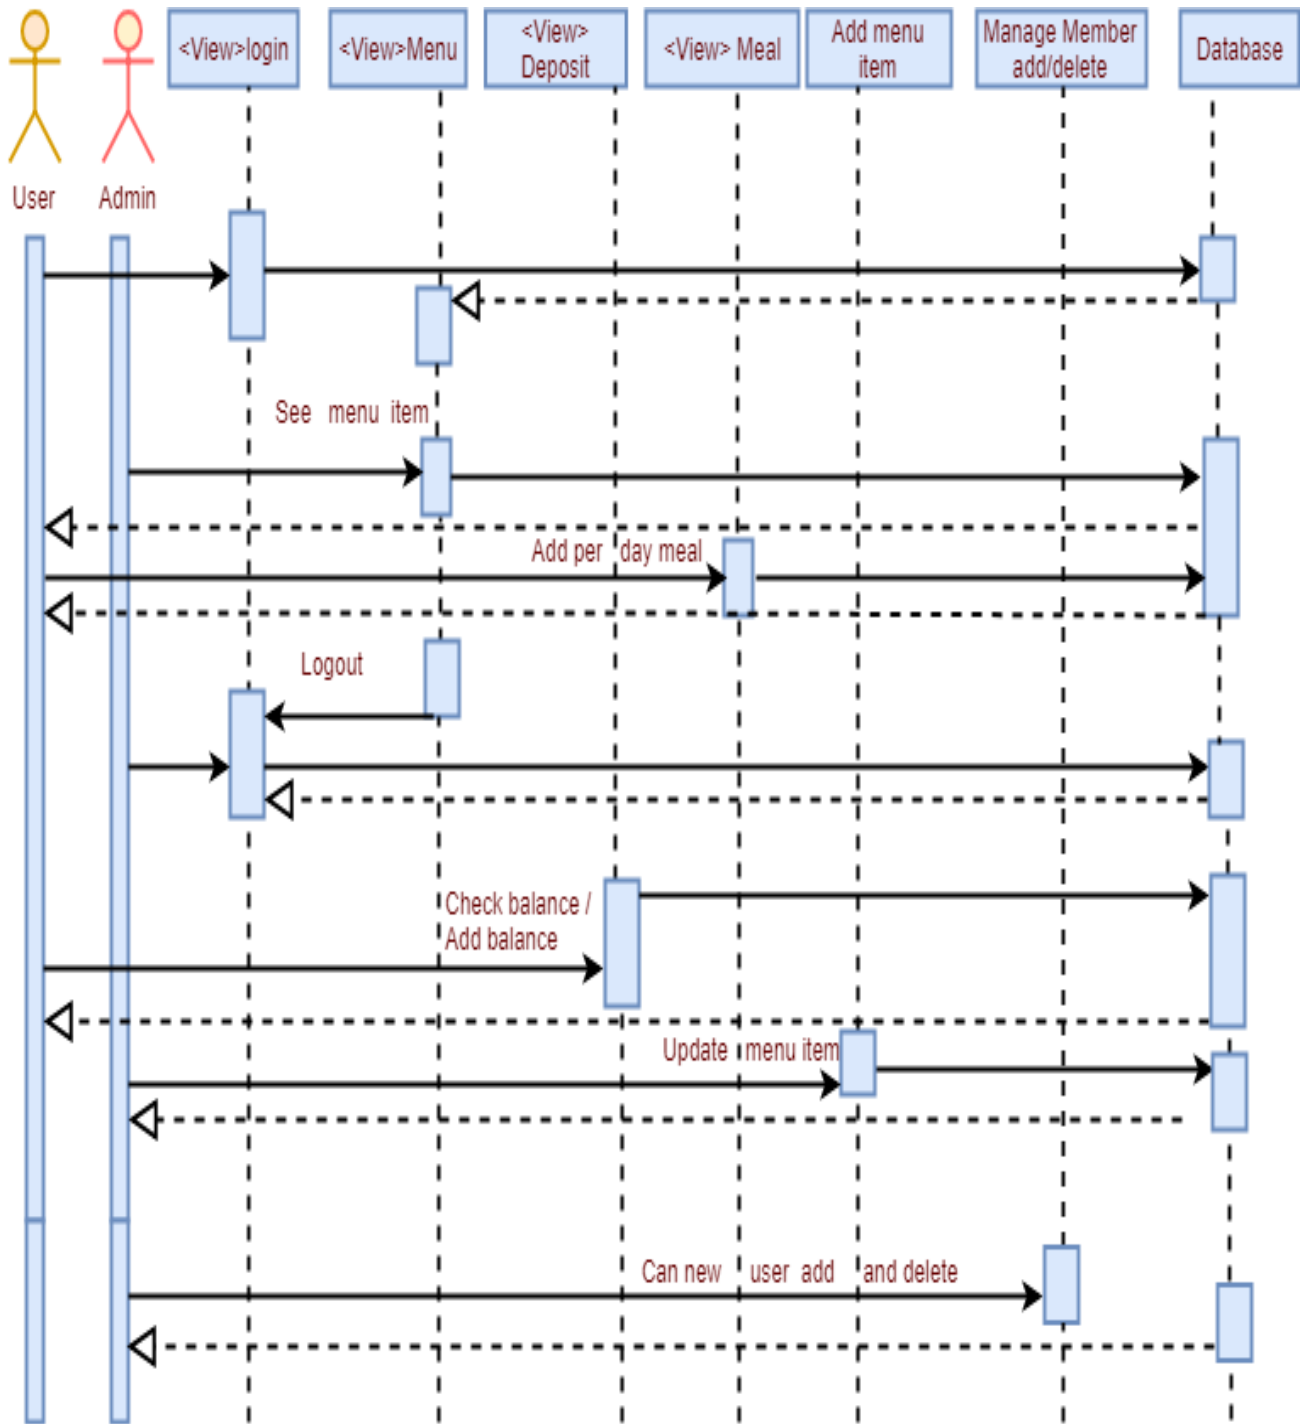 <View>login
<View>Menu
<View>
Deposit
<View> Meal
Add menu
item
Manage Member
add/delete
Database
User
Admin
See menu item
Add per day meal
Logout
Check balance /
Add balance
Update menu item
Can new user add and delete